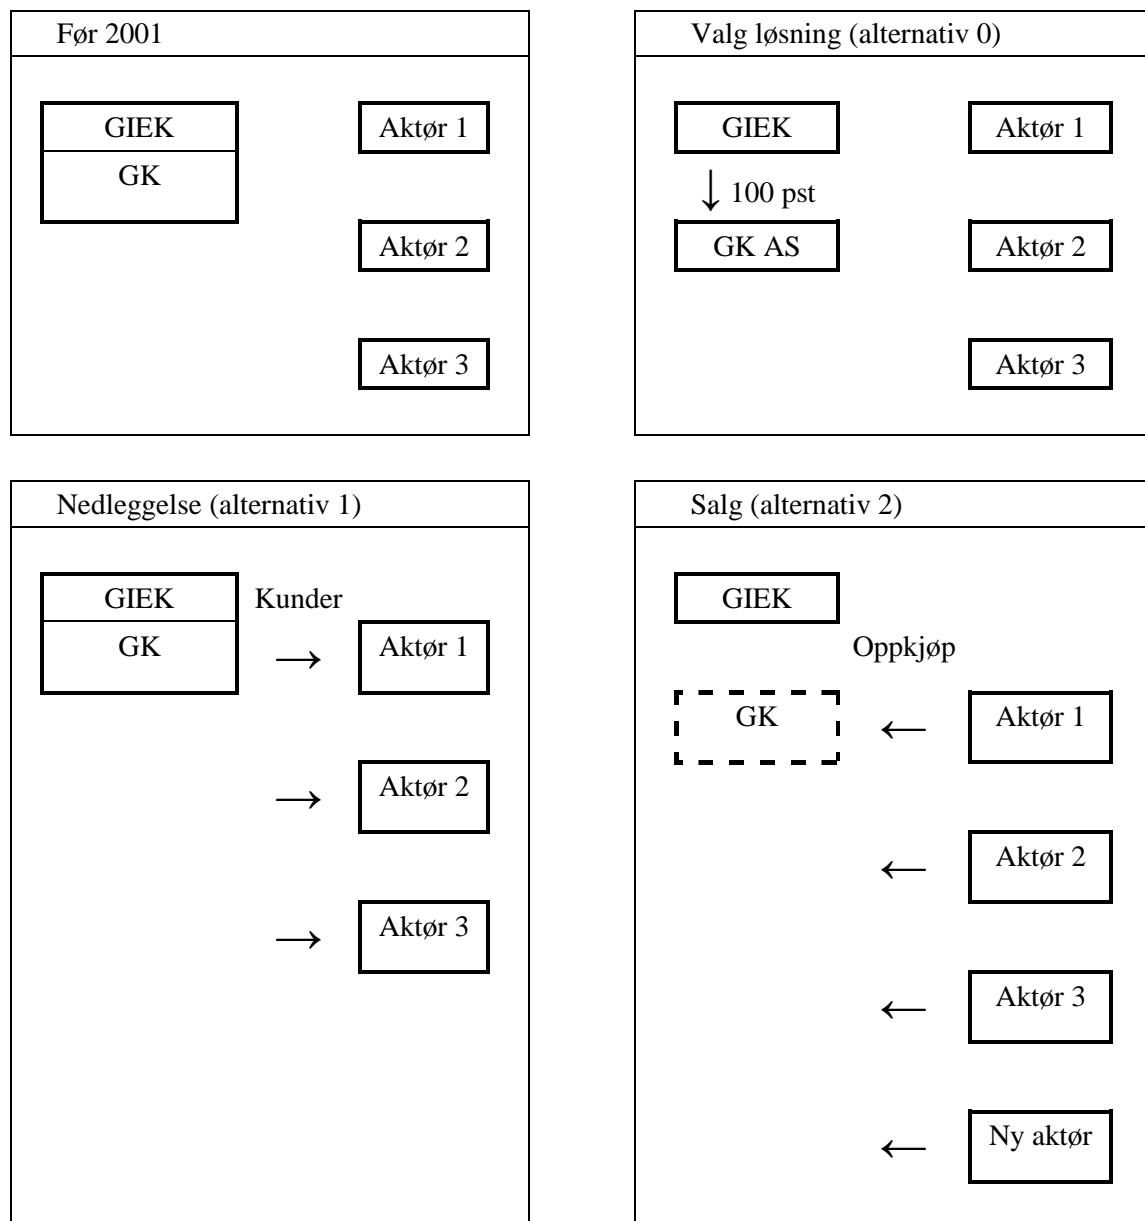 Før 2001
GIEK
GK
Aktør 1
Aktør 2
Aktør 3
Valg løsning (alternativ 0)
GIEK
↓ 100 pst
GK AS
Aktør 1
Aktør 2
Aktør 3
Nedleggelse (alternativ 1)
GIEK
GK
Kunder
→
Aktør 1
→
Aktør 2
→
Aktør 3
Salg (alternativ 2)
GIEK
Oppkjøp
GK
←
Aktør 1
←
Aktør 2
←
Aktør 3
←
Ny aktør